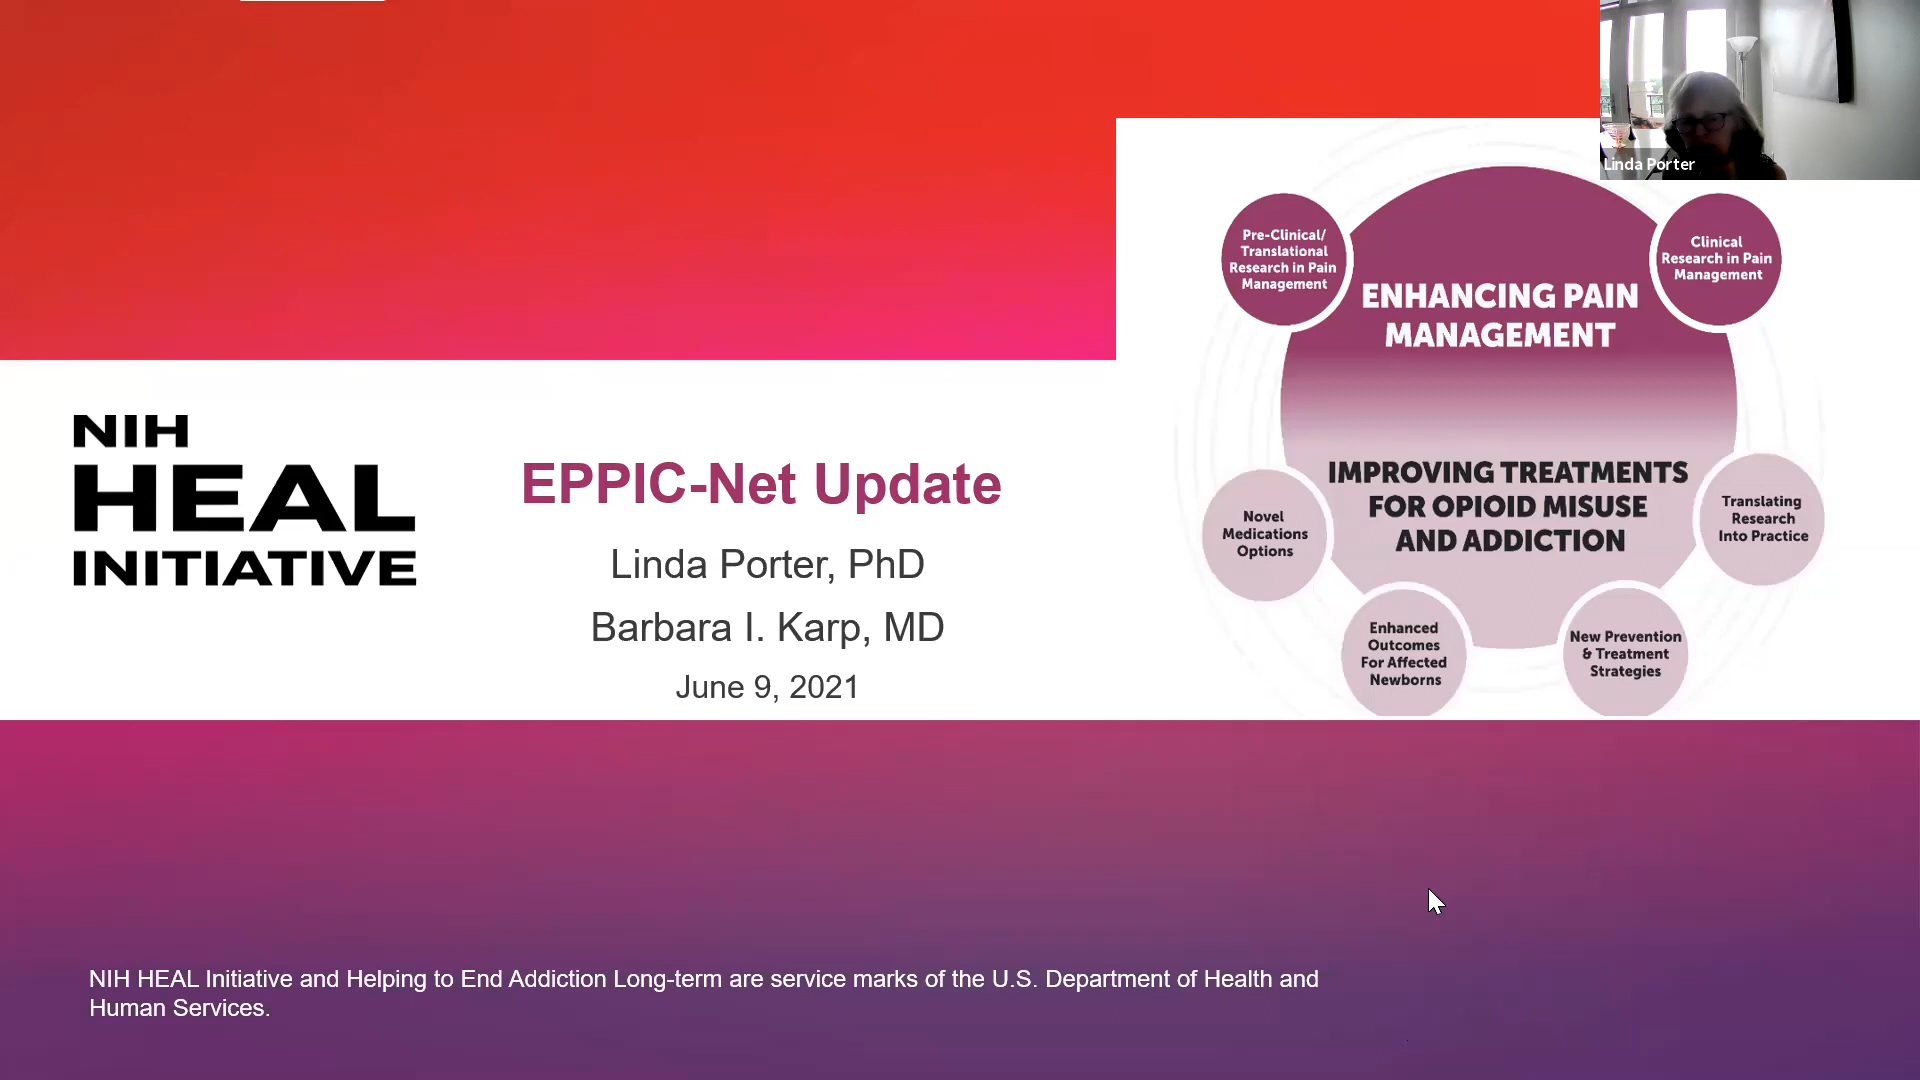 Linda Porter
Pre-Clinical/
Translational
Research in Pain
Management
Clinical
Research in Pain
Management
ENHANCING PAIN
MANAGEMENT
IMPROVING TREATMENTS
FOR OPIOID MISUSE
AND ADDICTION
Novel
Medications
Options
Translating
Research
Into Practice
Enhanced
Outcomes
For Affected
Newborns
New Prevention
& Treatment
Strategies
NIH
HEAL
INITIATIVE
EPPIC-Net Update
Linda Porter, PhD
Barbara I. Karp, MD
June 9, 2021
NIH HEAL Initiative and Helping to End Addiction Long-term are service marks of the U.S. Department of Health and
Human Services.